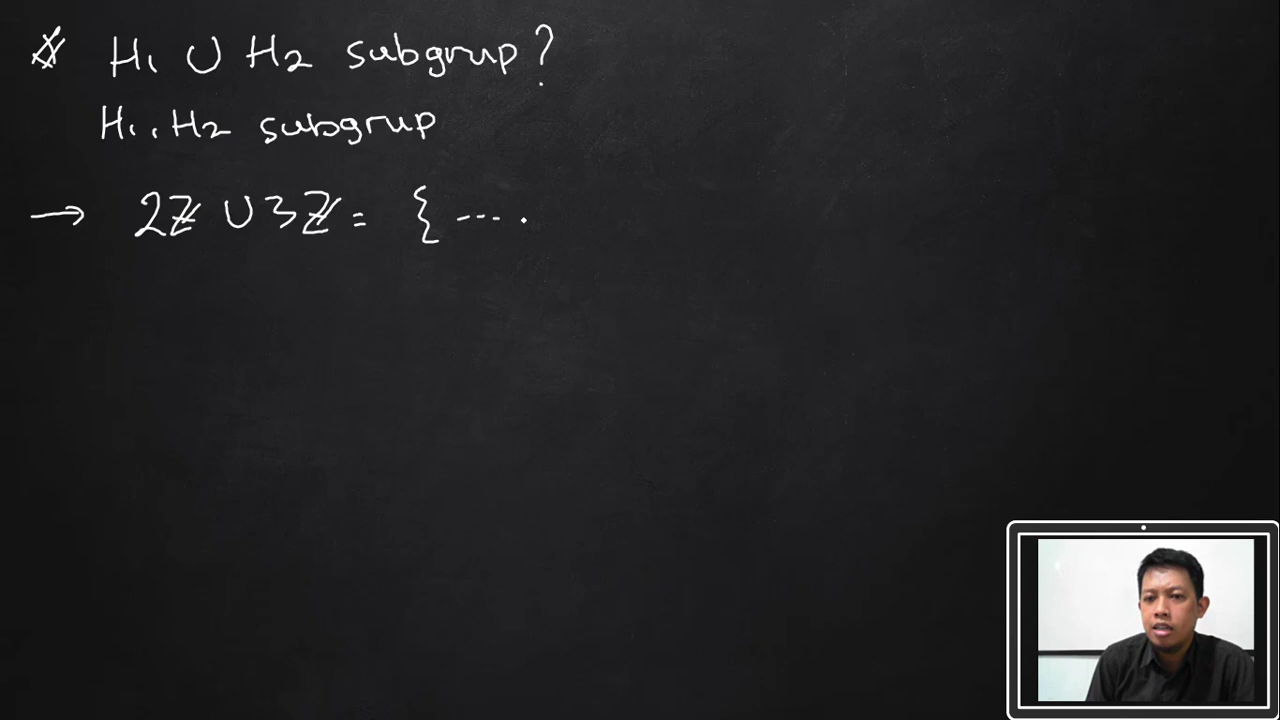 * H₁ ∪ H₂ subgrup?
H₁, H₂ subgrup
→ 2ℤ ∪ 3ℤ = { --- .